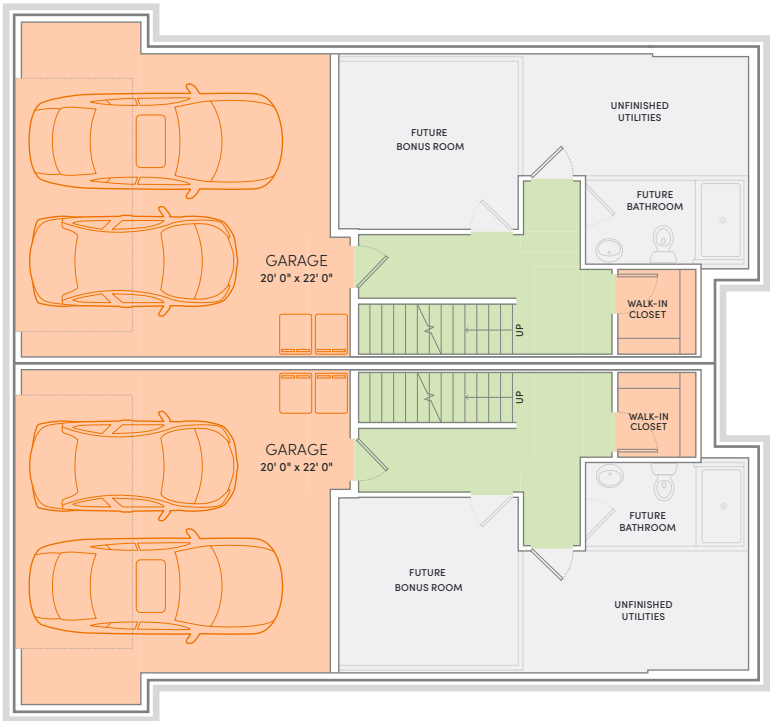 UNFINISHED
UTILITIES
FUTURE
BONUS ROOM
FUTURE
BATHROOM
GARAGE
20' 0" x 22' 0"
WALK-IN
CLOSET
UP
UP
WALK-IN
CLOSET
GARAGE
20' 0" x 22' 0"
FUTURE
BATHROOM
FUTURE
BONUS ROOM
UNFINISHED
UTILITIES